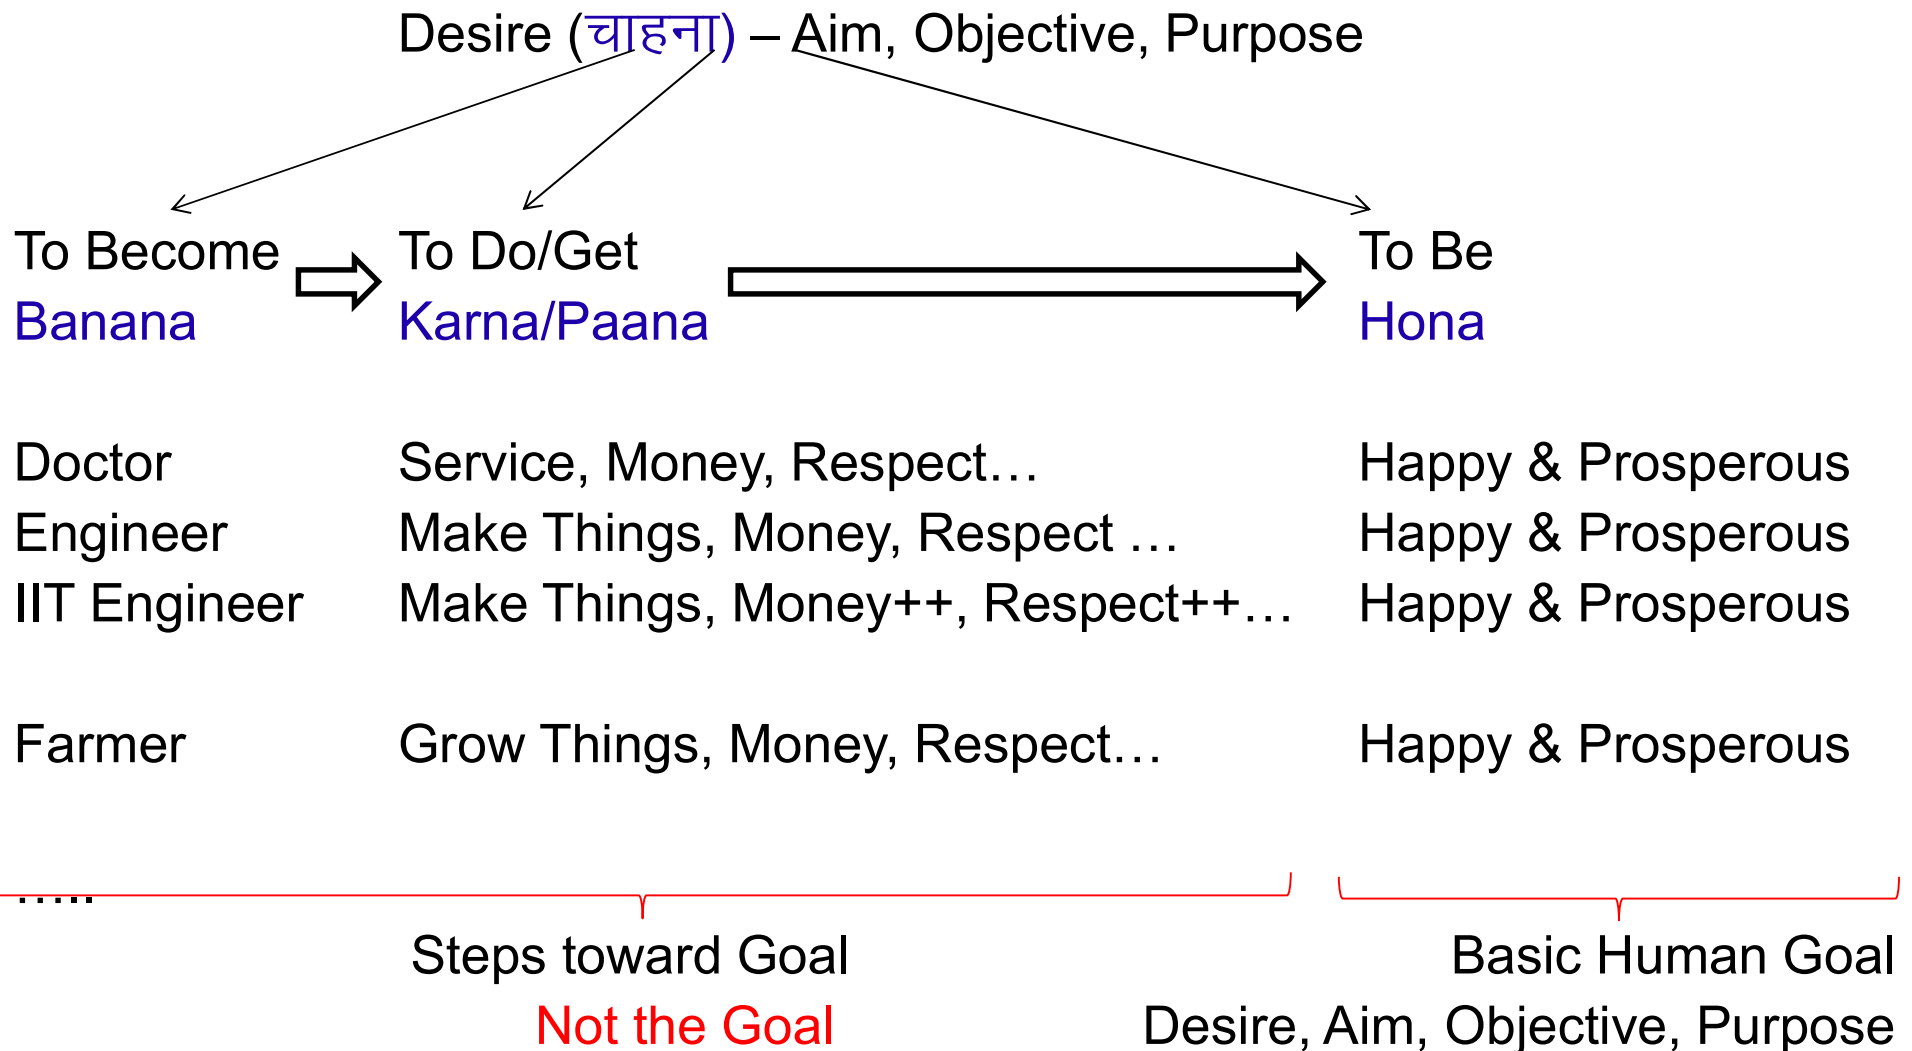 Desire (चाहना) – Aim, Objective, Purpose
To Become To Do/Get To Be
Banana Karna/Paana Hona
Doctor Service, Money, Respect… Happy & Prosperous
Engineer Make Things, Money, Respect … Happy & Prosperous
IIT Engineer Make Things, Money++, Respect++… Happy & Prosperous
Farmer Grow Things, Money, Respect… Happy & Prosperous
…..
Steps toward Goal Basic Human Goal
Not the Goal Desire, Aim, Objective, Purpose